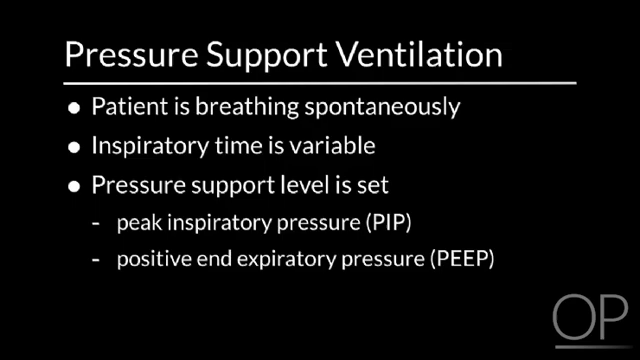 Pressure Support Ventilation
● Patient is breathing spontaneously
● Inspiratory time is variable
● Pressure support level is set
- peak inspiratory pressure (PIP)
- positive end expiratory pressure (PEEP)
OP